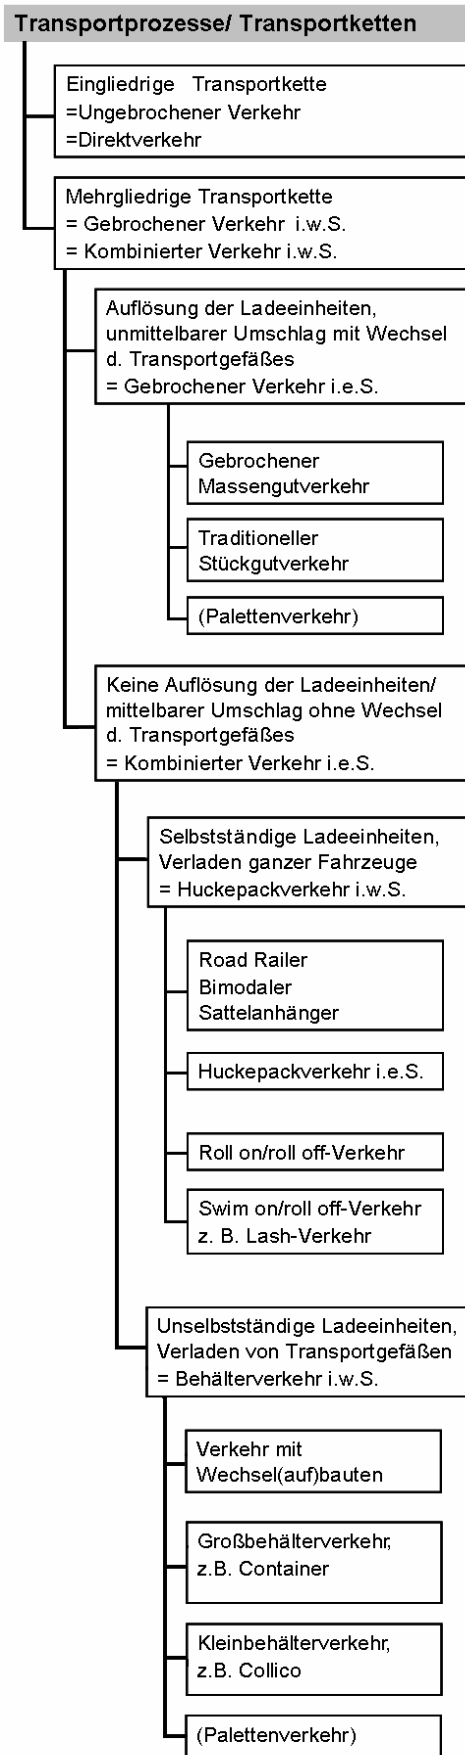 Transportprozesse/ Transportketten
Eingliedrige Transportkette
=Ungebrochener Verkehr
=Direktverkehr
Mehrgliedrige Transportkette
= Gebrochener Verkehr i.w.S.
= Kombinierter Verkehr i.w.S.
Auflösung der Ladeeinheiten,
unmittelbarer Umschlag mit Wechsel
d. Transportgefäßes
= Gebrochener Verkehr i.e.S.
Gebrochener
Massengutverkehr
Traditioneller
Stückgutverkehr
(Palettenverkehr)
Keine Auflösung der Ladeeinheiten/
mittelbarer Umschlag ohne Wechsel
d. Transportgefäßes
= Kombinierter Verkehr i.e.S.
Selbstständige Ladeeinheiten,
Verladen ganzer Fahrzeuge
= Huckepackverkehr i.w.S.
Road Railer
Bimodaler
Sattelanhänger
Huckepackverkehr i.e.S.
Roll on/roll off-Verkehr
Swim on/roll off-Verkehr
z. B. Lash-Verkehr
Unselbstständige Ladeeinheiten,
Verladen von Transportgefäßen
= Behälterverkehr i.w.S.
Verkehr mit
Wechsel(auf)bauten
Großbehälterverkehr,
z.B. Container
Kleinbehälterverkehr,
z.B. Collico
(Palettenverkehr)